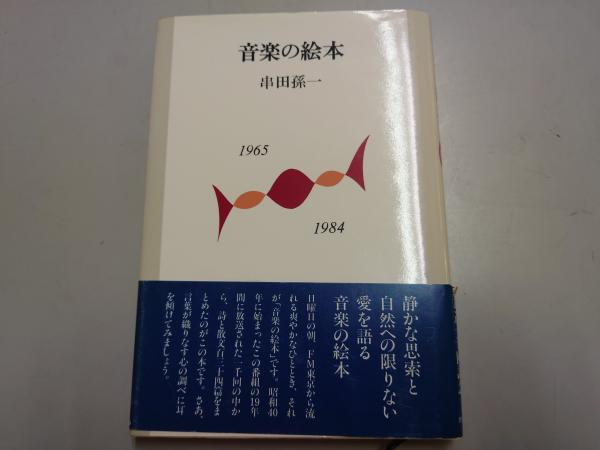 音楽の絵本
串田孫一
1965
1984
静かな思索と
自然への限りない
愛を語る
音楽の絵本
日曜日の朝、FM東京から流
れる爽やかなひととき、それ
が「音楽の絵本」です。昭和40
年に始まったこの番組の19年
間に放送された一千回の中か
ら、詩と散文百三十四篇をま
とめたのがこの本です。さあ、
言葉が織りなす心の調べに耳
を傾けてみましょう。